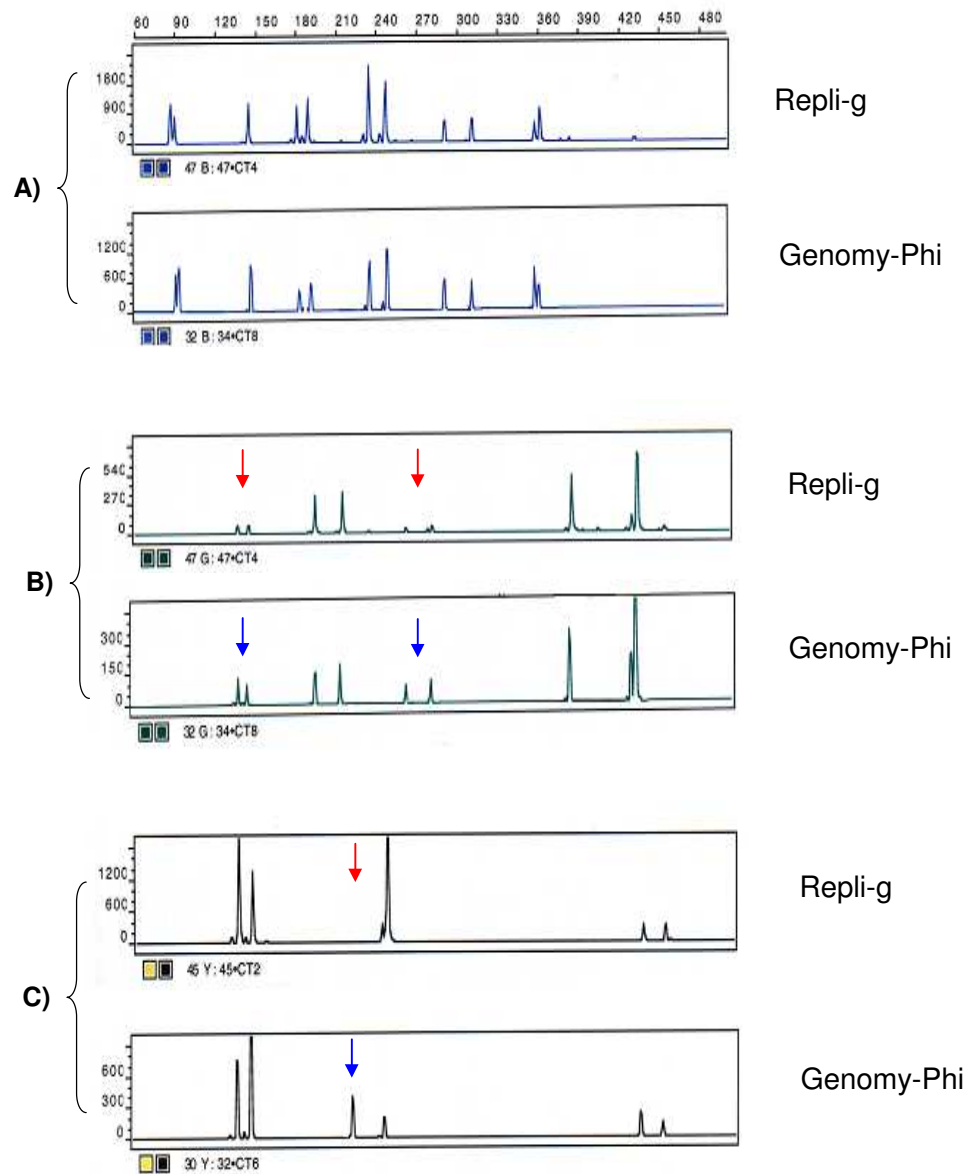 60 90 120 150 180 210 240 270 300 330 360 390 420 450 480
A)
1800
900
0
Repli-g
47 B : 47•CT4
1200
600
0
Genomy-Phi
32 B : 34•CT8
B)
540
270
0
Repli-g
47 G : 47•CT4
300
150
0
Genomy-Phi
32 G : 34•CT8
C)
1200
600
0
Repli-g
45 Y : 45•CT2
600
300
0
Genomy-Phi
30 Y : 32•CT6